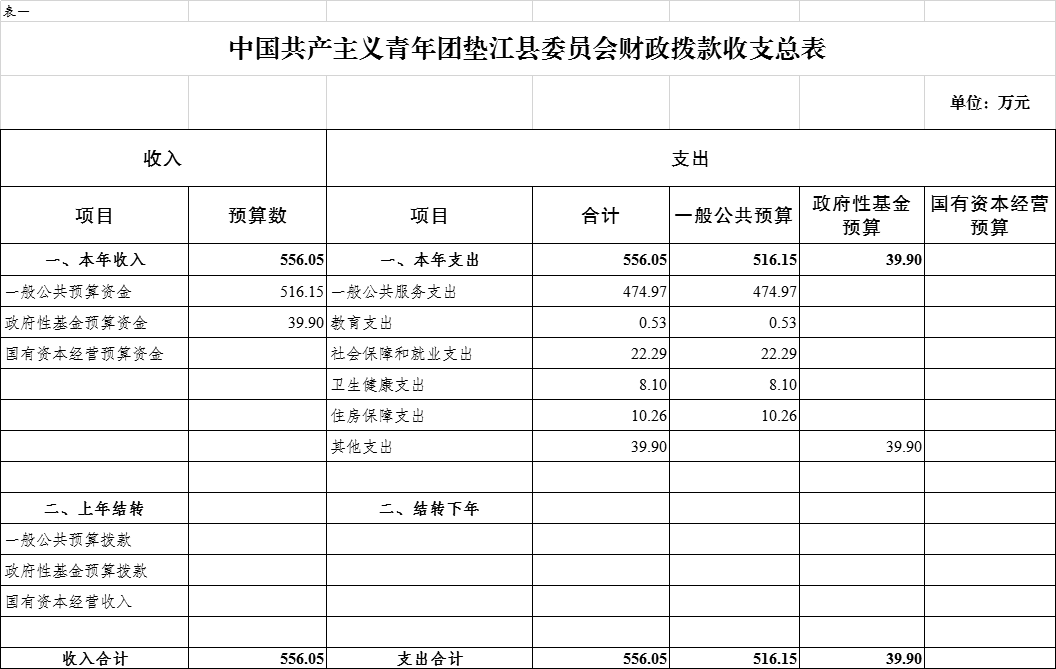 表一
中国共产主义青年团垫江县委员会财政拨款收支总表
单位：万元
收入 支出
项目 预算数 项目 合计 一般公共预算 政府性基金预算 国有资本经营预算
一、本年收入 556.05 一、本年支出 556.05 516.15 39.90
一般公共预算资金 516.15 一般公共服务支出 474.97 474.97
政府性基金预算资金 39.90 教育支出 0.53 0.53
国有资本经营预算资金 社会保障和就业支出 22.29 22.29
卫生健康支出 8.10 8.10
住房保障支出 10.26 10.26
其他支出 39.90 39.90
二、上年结转 二、结转下年
一般公共预算拨款
政府性基金预算拨款
国有资本经营收入
收入合计 556.05 支出合计 556.05 516.15 39.90